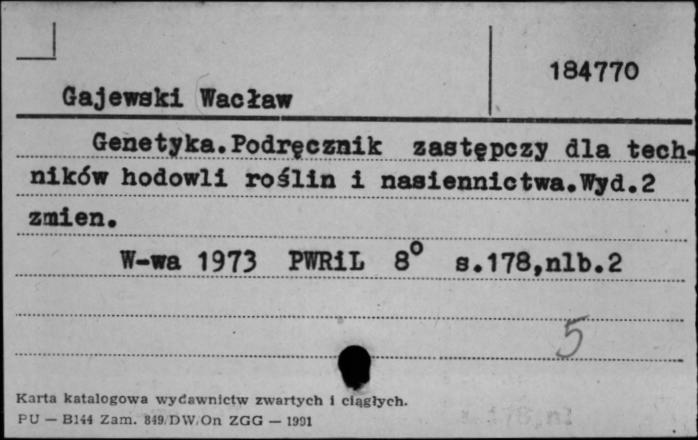 184770
Gajewski Wacław
Genetyka.Podręcznik zastępczy dla tech-
ników hodowli roślin i nasiennictwa.Wyd.2
zmien.
W-wa 1973 PWRiL 8° s.178,nlb.2
5
Karta katalogowa wydawnictw zwartych i ciągłych.
PU — B144 Zam. 849/DW/On ZGG — 1991